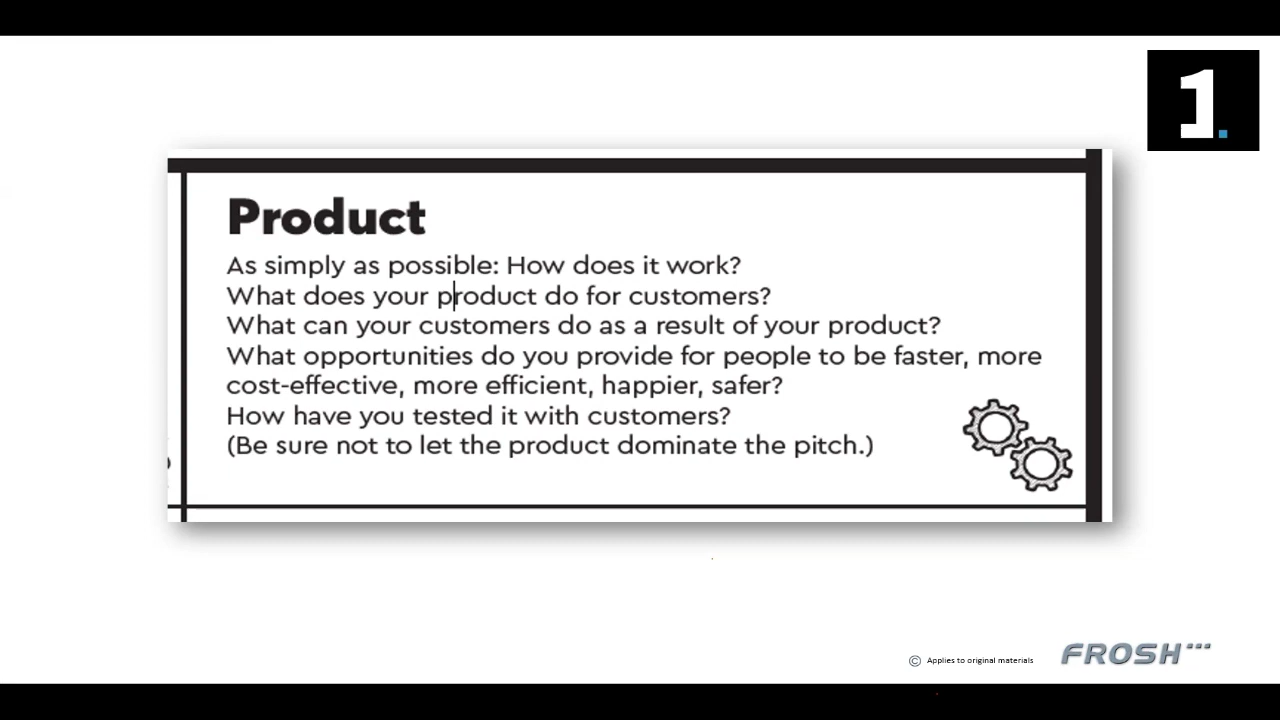 1.
Product
As simply as possible: How does it work?
What does your product do for customers?
What can your customers do as a result of your product?
What opportunities do you provide for people to be faster, more
cost-effective, more efficient, happier, safer?
How have you tested it with customers?
(Be sure not to let the product dominate the pitch.)
© Applies to original materials
FROSH